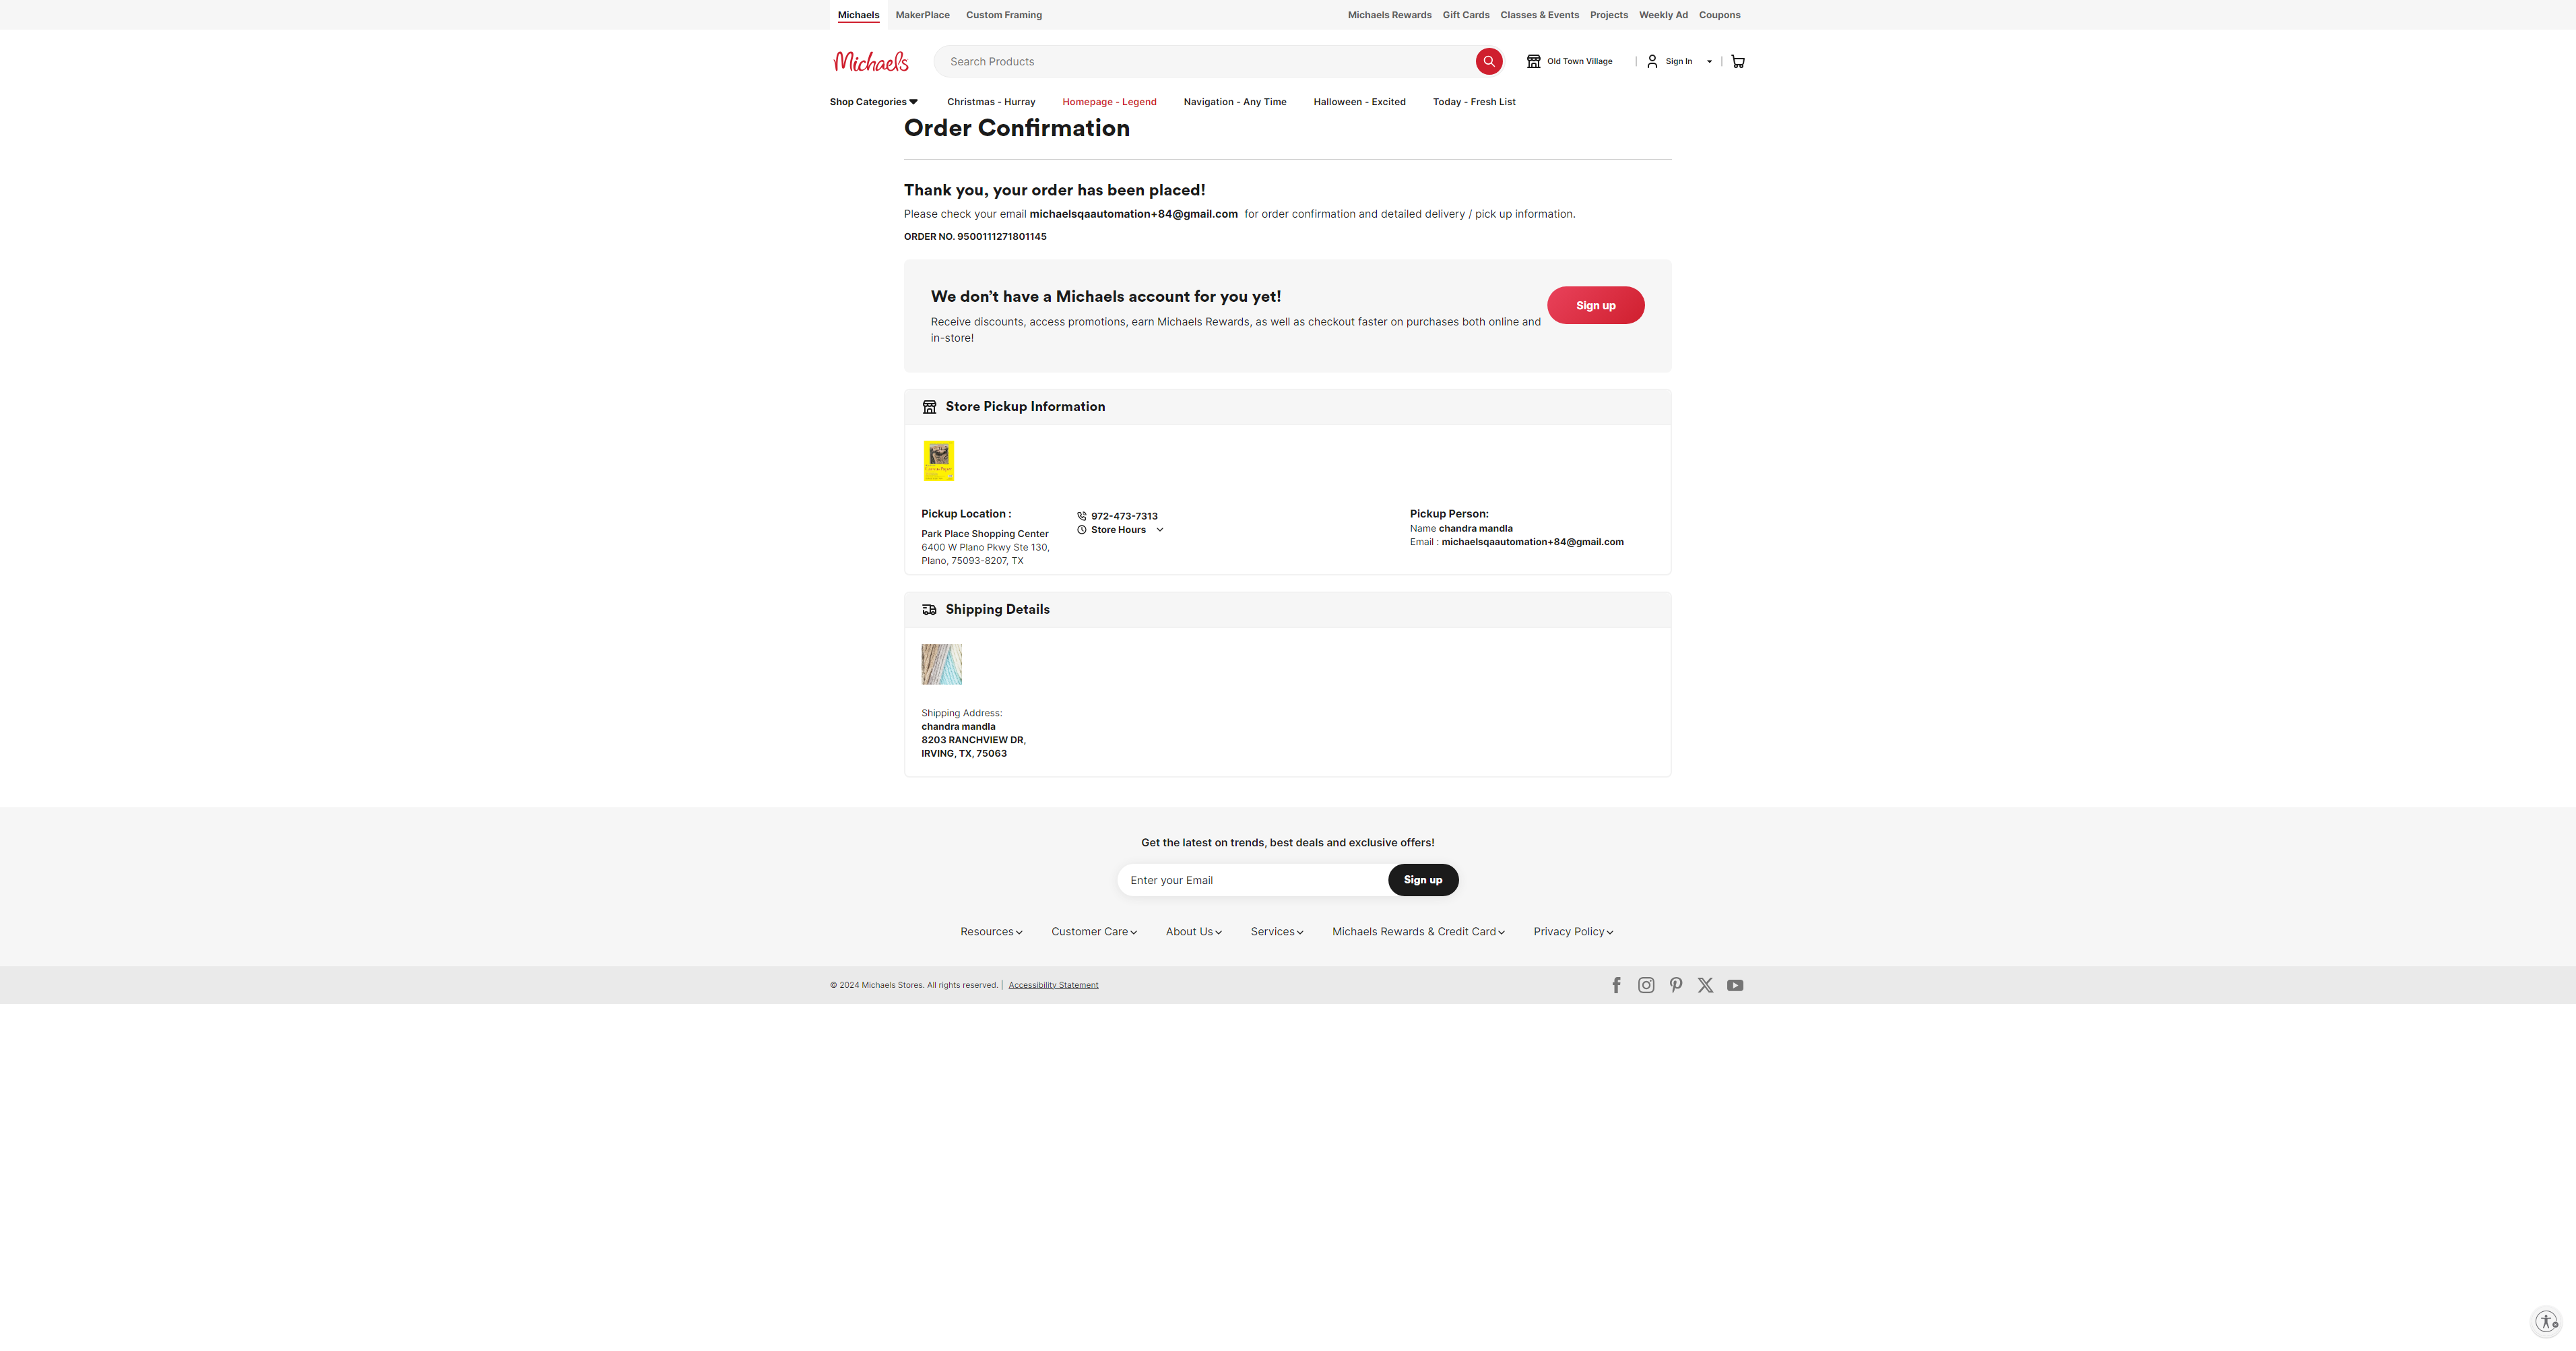 Michaels MakerPlace Custom Framing Michaels Rewards Gift Cards Classes & Events Projects Weekly Ad Coupons
Michaels Search Products Old Town Village | Sign In |
Shop Categories Christmas - Hurray Homepage - Legend Navigation - Any Time Halloween - Excited Today - Fresh List
Order Confirmation
Thank you, your order has been placed!
Please check your email michaelsqaautomation+84@gmail.com for order confirmation and detailed delivery / pick up information.
ORDER NO. 9500111271801145
We don’t have a Michaels account for you yet!
Sign up
Receive discounts, access promotions, earn Michaels Rewards, as well as checkout faster on purchases both online and
in-store!
Store Pickup Information
Pickup Location :
Park Place Shopping Center
6400 W Plano Pkwy Ste 130,
Plano, 75093-8207, TX
972-473-7313
Store Hours
Pickup Person:
Name chandra mandla
Email : michaelsqaautomation+84@gmail.com
Shipping Details
Shipping Address:
chandra mandla
8203 RANCHVIEW DR,
IRVING, TX, 75063
Get the latest on trends, best deals and exclusive offers!
Enter your Email Sign up
Resources Customer Care About Us Services Michaels Rewards & Credit Card Privacy Policy
© 2024 Michaels Stores. All rights reserved. | Accessibility Statement